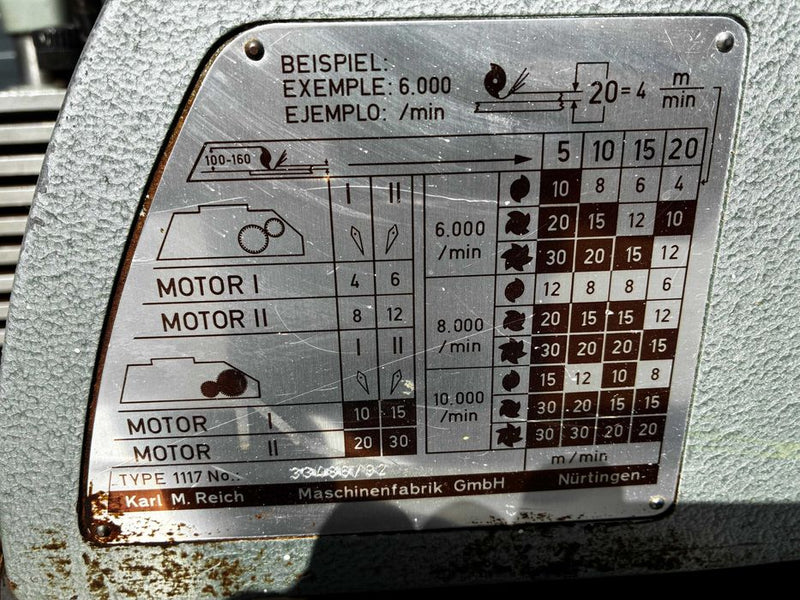 BEISPIEL:
EXEMPLE: 6.000
EJEMPLO: /min
20 = 4 m/min
100-160
5 10 15 20
I II
6.000 /min
10 8 6 4
20 15 12 10
30 20 15 12
MOTOR I 4 6
MOTOR II 8 12
8.000 /min
12 8 8 6
20 15 15 12
30 20 20 15
I II
10.000 /min
15 12 10 8
30 20 15 15
30 30 20 20
MOTOR I 10 15
MOTOR II 20 30
m/min
TYPE 1117 No.:
Karl M. Reich Maschinenfabrik GmbH Nürtingen